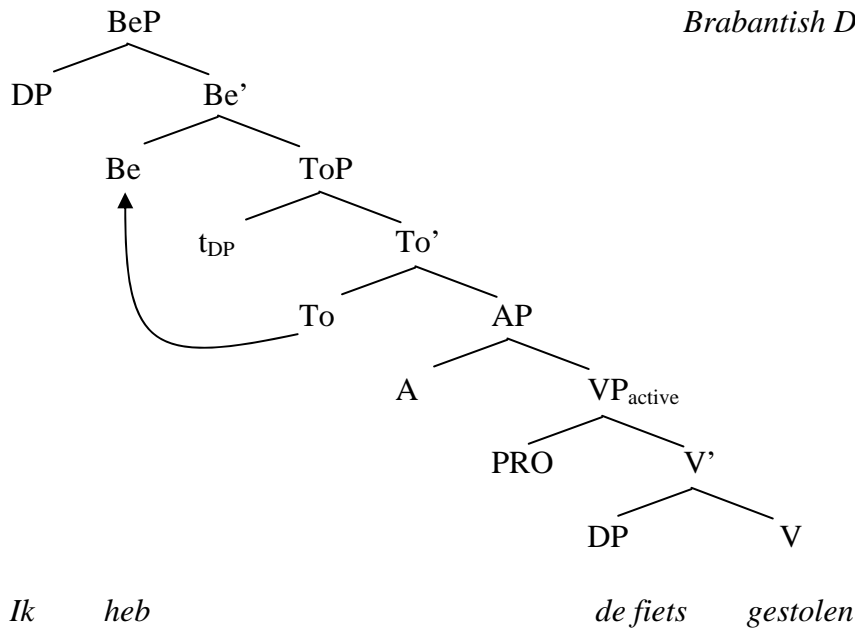 BeP
Brabantish D
DP Be’
Be ToP
tDP To’
To AP
A VPactive
PRO V’
DP V
Ik heb de fiets gestolen